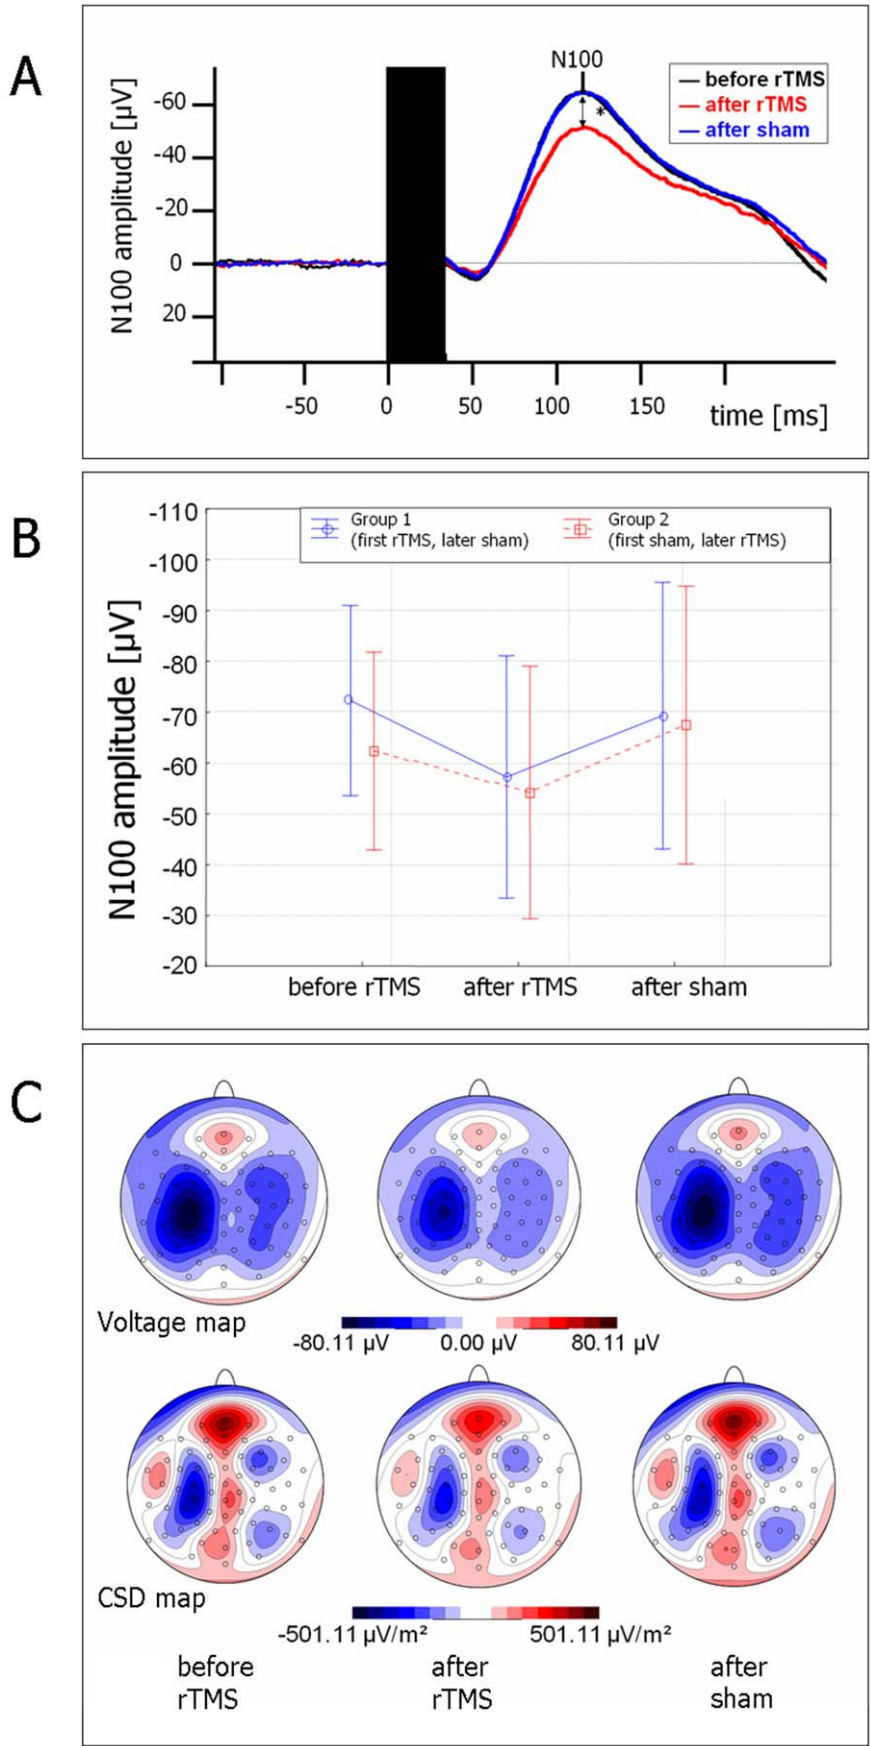 A
N100 amplitude [µV]
-60
-40
-20
0
20
N100
*
before rTMS
after rTMS
after sham
-50
0
50
100
150
time [ms]
B
N100 amplitude [µV]
-110
-100
-90
-80
-70
-60
-50
-40
-30
-20
Group 1
(first rTMS, later sham)
Group 2
(first sham, later rTMS)
before rTMS
after rTMS
after sham
C
Voltage map
-80.11 µV
0.00 µV
80.11 µV
CSD map
-501.11 µV/m²
501.11 µV/m²
before
rTMS
after
rTMS
after
sham